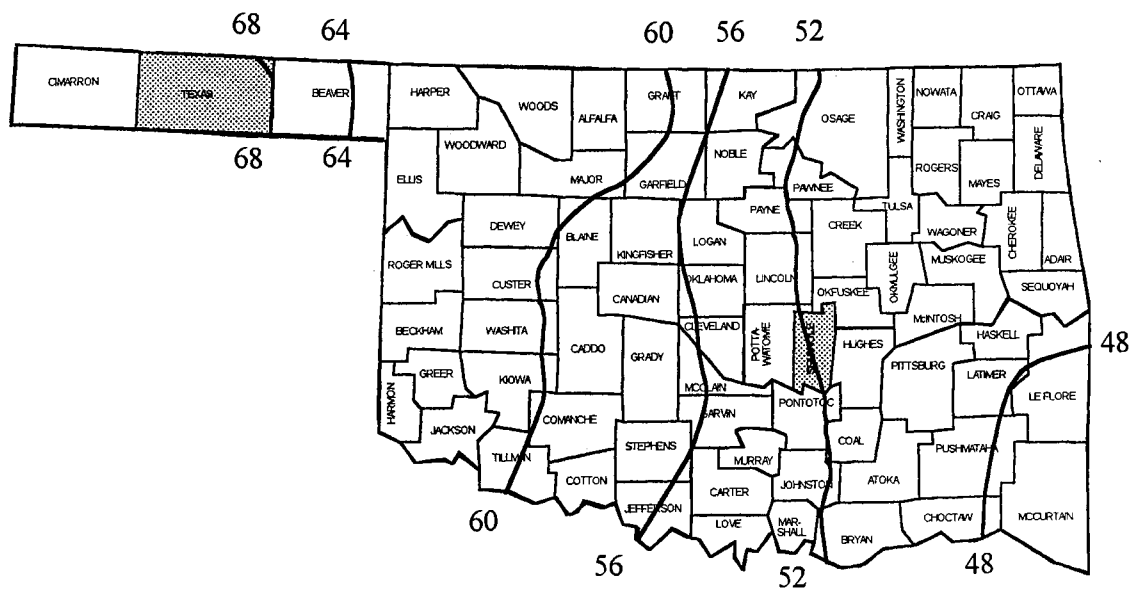 68 64 60 56 52
CIMARRON TEXAS BEAVER HARPER WOODS ALFALFA GRANT KAY OSAGE WASHINGTON NOWATA CRAIG OTTAWA
68 64
WOODWARD NOBLE ROGERS MAYES DELAWARE
ELLIS MAJOR GARFIELD PAWNEE
PAYNE TULSA
DEWEY BLAINE KINGFISHER LOGAN CREEK WAGONER CHEROKEE
ROGER MILLS CUSTER CANADIAN OKLAHOMA LINCOLN OKMULGEE MUSKOGEE ADAIR
OKFUSKEE SEQUOYAH
BECKHAM WASHITA CADDO GRADY CLEVELAND POTTA-
WATOME SEMINOLE HUGHES McINTOSH HASKELL
48
GREER KIOWA MCCLAIN PITTSBURG LATIMER
HARMON JACKSON COMANCHE GARVIN PONTOTOC LE FLORE
STEPHENS COAL PUSHMATAHA
TILLMAN COTTON MURRAY JOHNSTON ATOKA
JEFFERSON CARTER
LOVE MAR-
SHALL BRYAN CHOCTAW MCCURTAIN
60 56 52 48